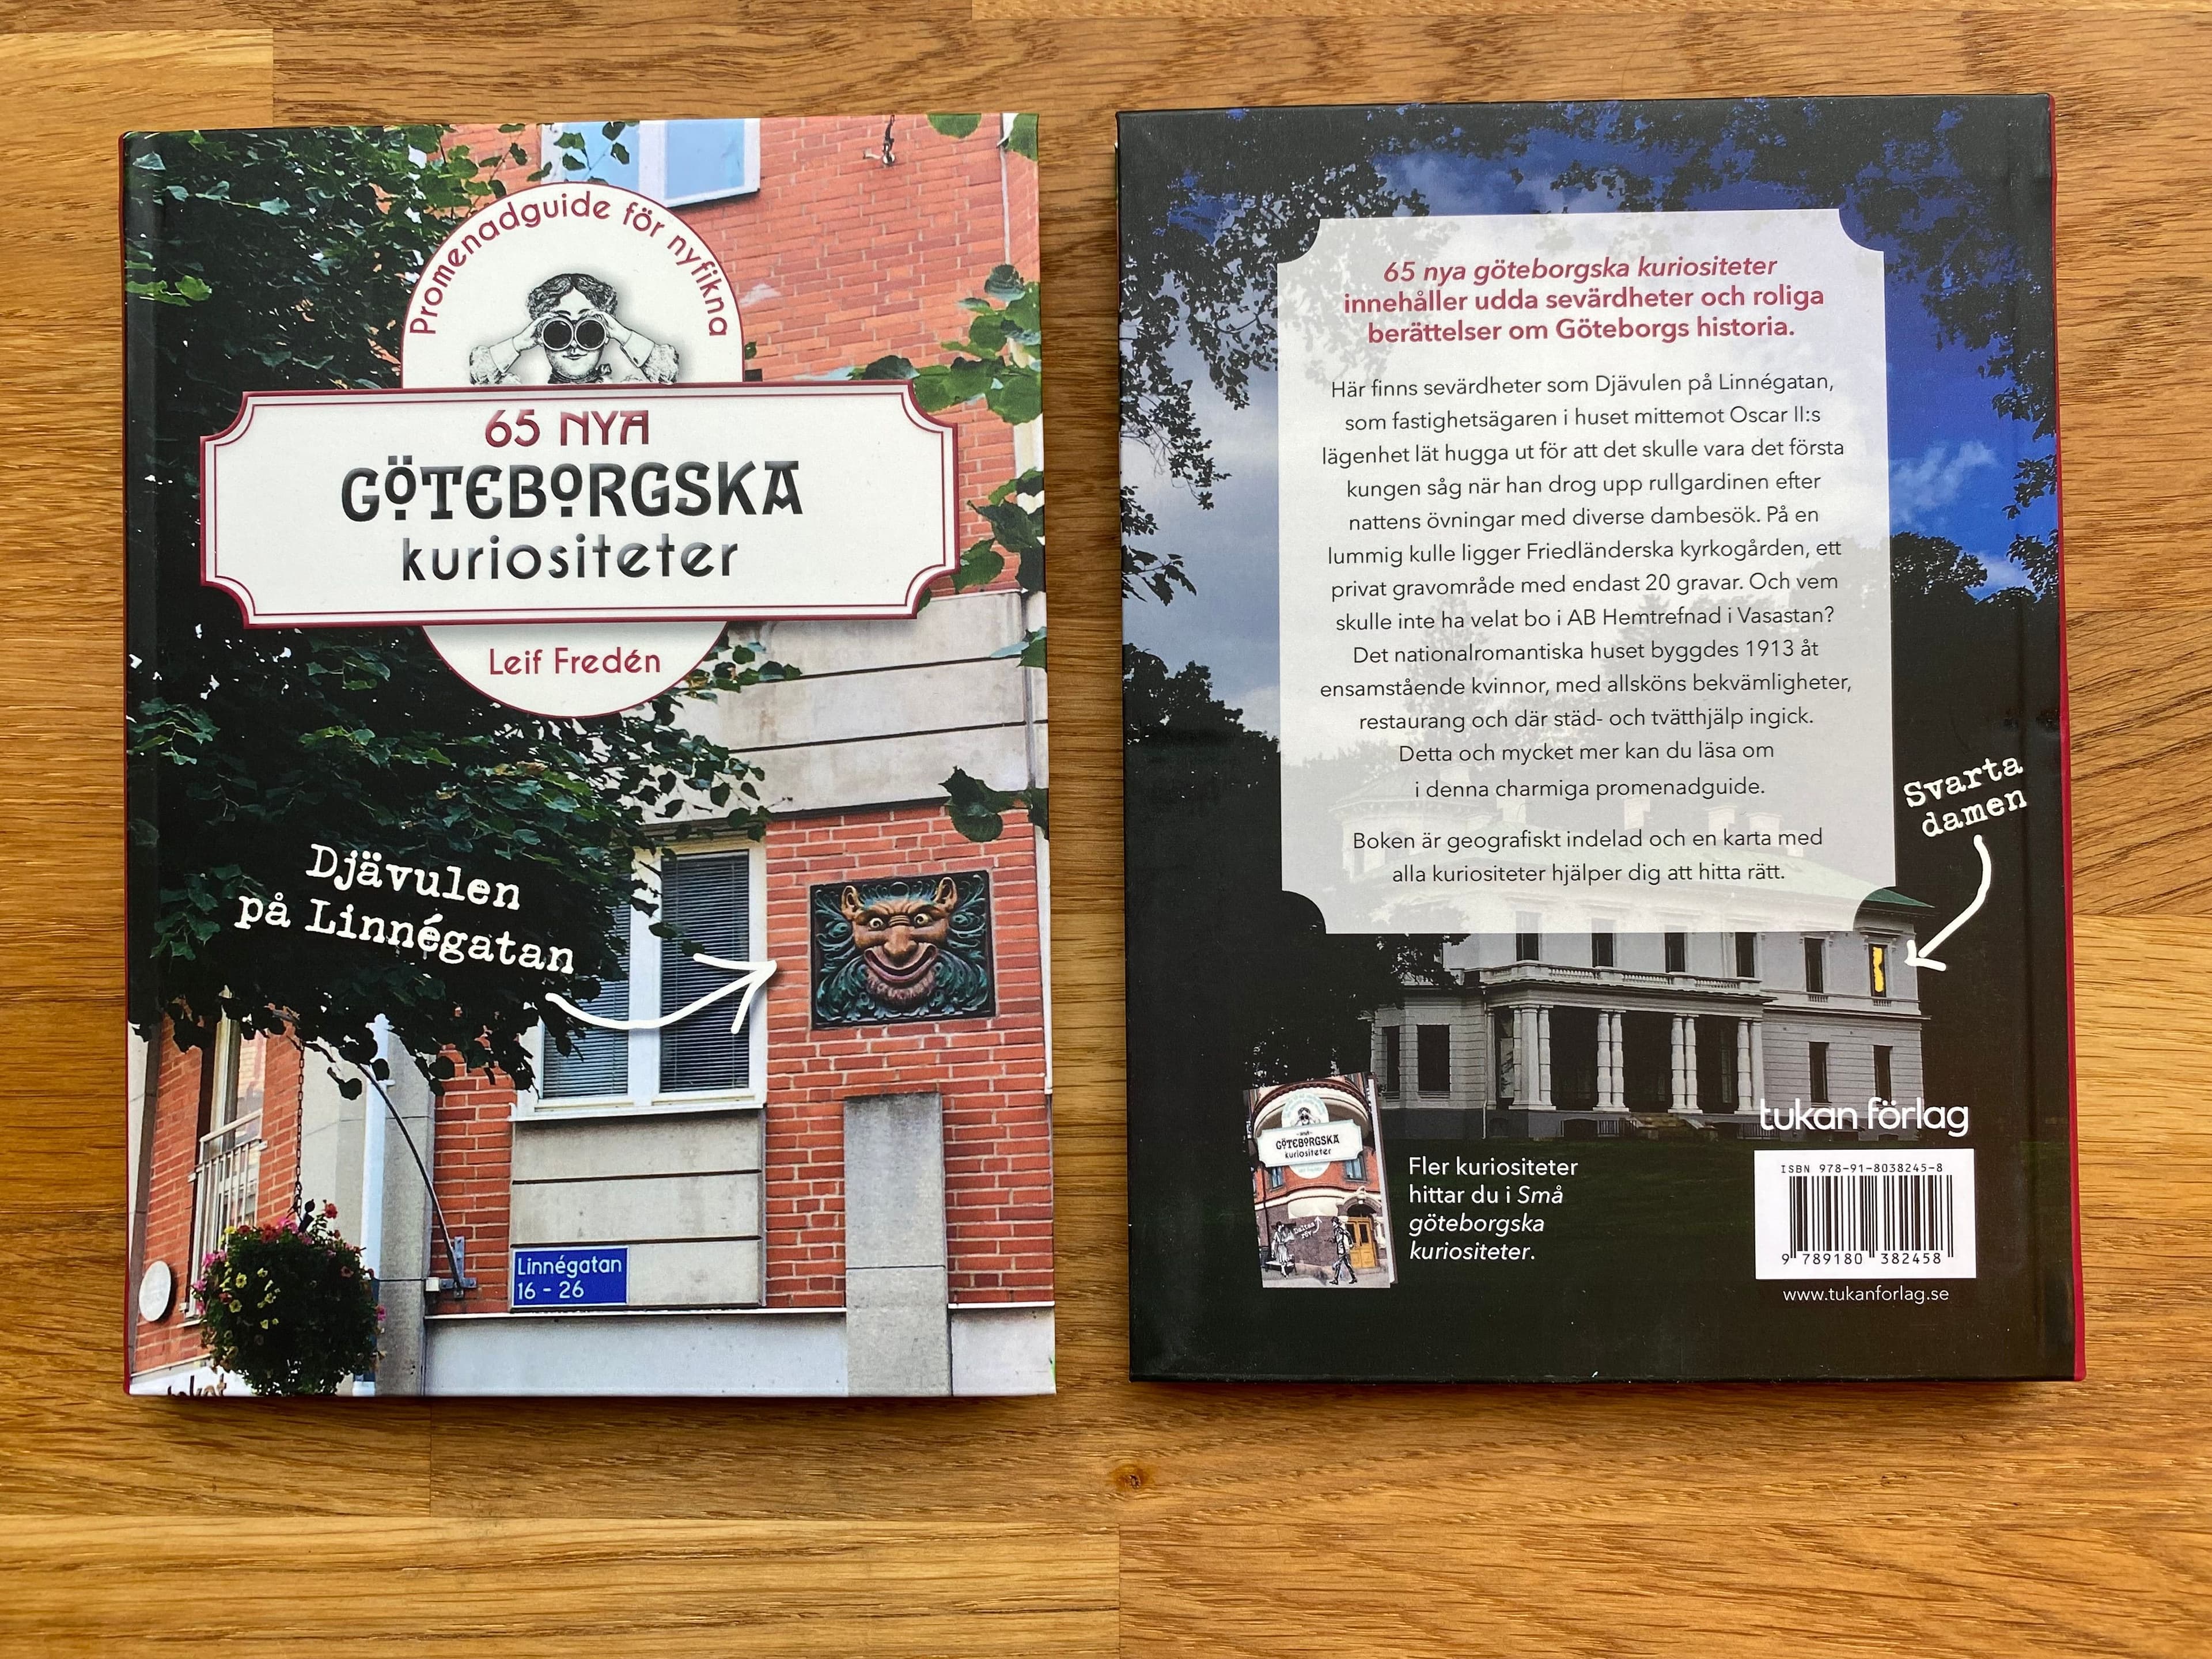 Promenadguide för nyfikna
65 NYA
GÖTEBORGSKA
kuriositeter
Leif Fredén
Djävulen
på Linnégatan
Linnégatan
16 - 26
65 nya göteborgska kuriositeter
innehåller udda sevärdheter och roliga
berättelser om Göteborgs historia.
Här finns sevärdheter som Djävulen på Linnégatan,
som fastighetsägaren i huset mittemot Oscar II:s
lägenhet lät hugga ut för att det skulle vara det första
kungen såg när han drog upp rullgardinen efter
nattens övningar med diverse dambesök. På en
lummig kulle ligger Friedländerska kyrkogården, ett
privat gravområde med endast 20 gravar. Och vem
skulle inte ha velat bo i AB Hemtrefnad i Vasastan?
Det nationalromantiska huset byggdes 1913 åt
ensamstående kvinnor, med allsköns bekvämligheter,
restaurang och där städ- och tvätthjälp ingick.
Detta och mycket mer kan du läsa om
i denna charmiga promenadguide.
Boken är geografiskt indelad och en karta med
alla kuriositeter hjälper dig att hitta rätt.
Svarta
damen
GÖTEBORGSKA
kuriositeter
Fler kuriositeter
hittar du i Små
göteborgska
kuriositeter.
tukan förlag
ISBN 978-91-8038245-8
9 789180 382458
www.tukanforlag.se